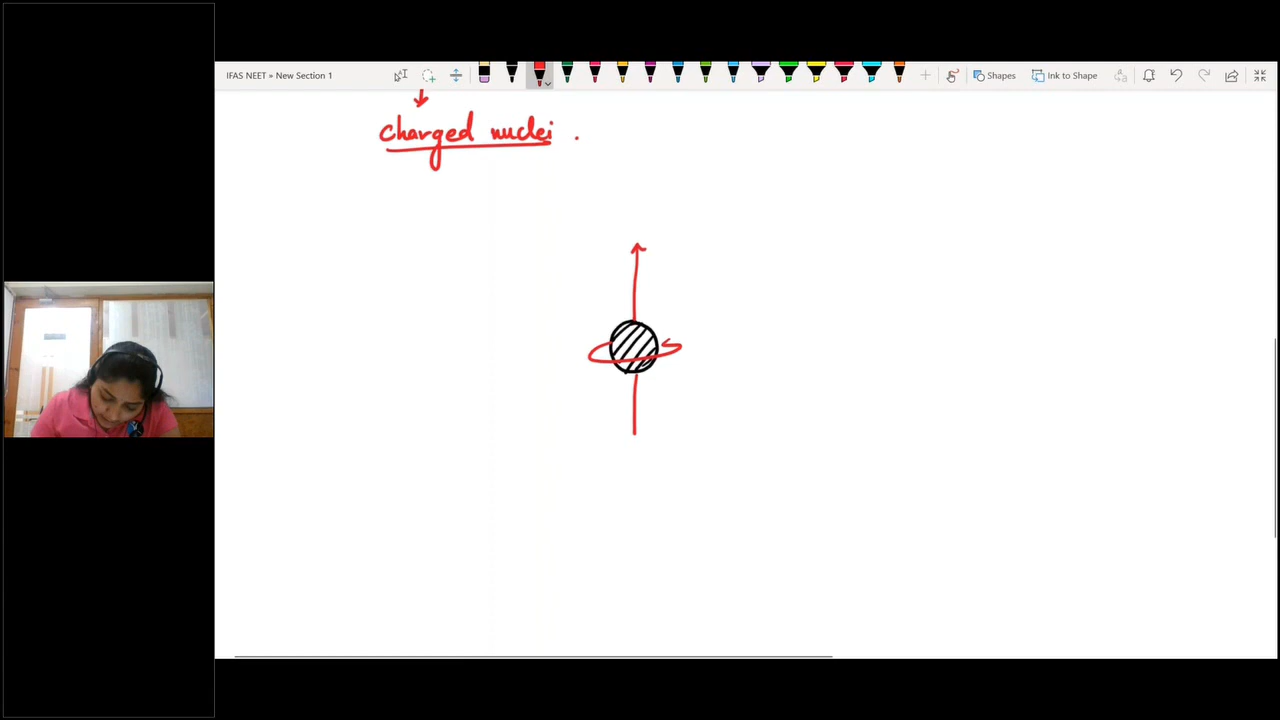 IFAS NEET » New Section 1
Shapes
Ink to Shape
charged nuclei .